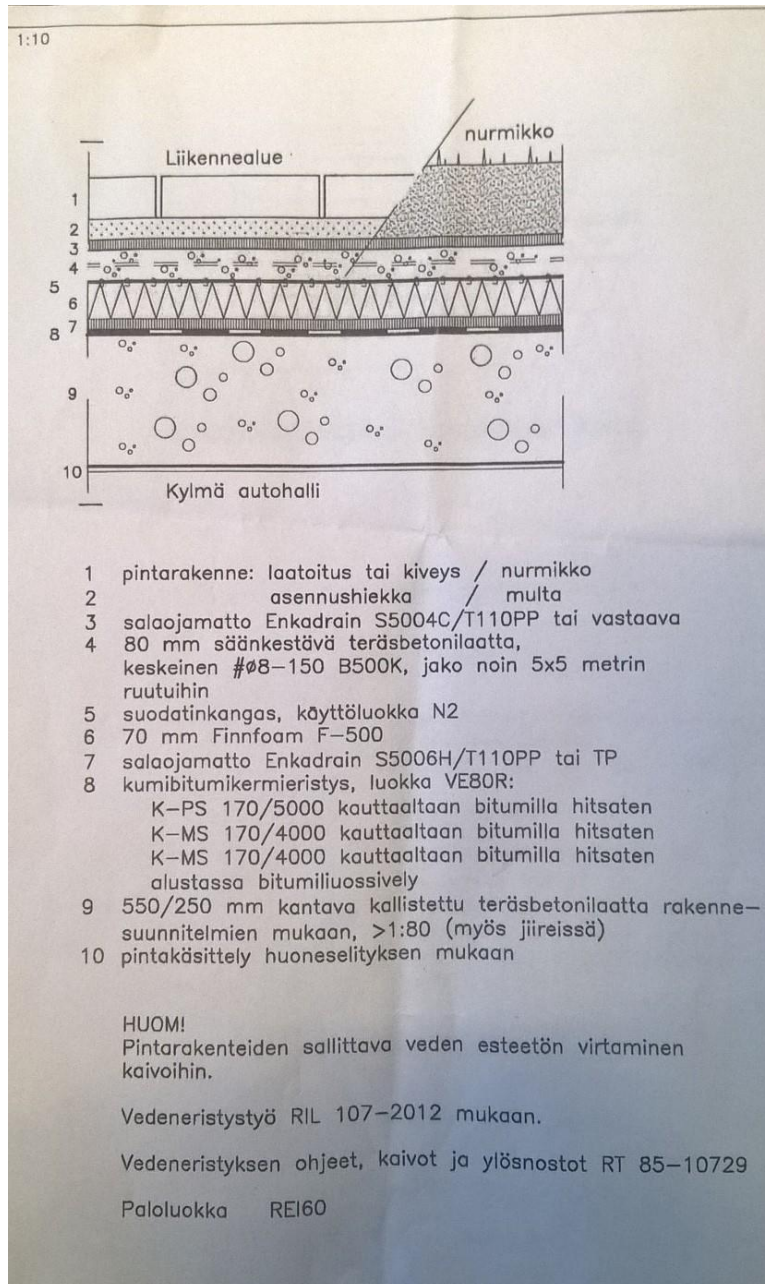 1:10
nurmikko
Liikennealue
1
2
3
4
5
6
7
8
9
10
Kylmä autohalli
1 pintarakenne: laatoitus tai kiveys / nurmikko
2 asennushiekka / multa
3 salaojamatto Enkadrain S5004C/T110PP tai vastaava
4 80 mm säänkestävä teräsbetonilaatta,
keskeinen #ø8-150 B500K, jako noin 5x5 metrin
ruutuihin
5 suodatinkangas, käyttöluokka N2
6 70 mm Finnfoam F-500
7 salaojamatto Enkadrain S5006H/T110PP tai TP
8 kumibitumikermieristys, luokka VE80R:
K-PS 170/5000 kauttaaltaan bitumilla hitsaten
K-MS 170/4000 kauttaaltaan bitumilla hitsaten
K-MS 170/4000 kauttaaltaan bitumilla hitsaten
alustassa bitumiliuossively
9 550/250 mm kantava kallistettu teräsbetonilaatta rakenne-
suunnitelmien mukaan, >1:80 (myös jiireissä)
10 pintakäsittely huoneselityksen mukaan
HUOM!
Pintarakenteiden sallittava veden esteetön virtaminen
kaivoihin.
Vedeneristystyö RIL 107-2012 mukaan.
Vedeneristyksen ohjeet, kaivot ja ylösnostot RT 85-10729
Paloluokka REI60